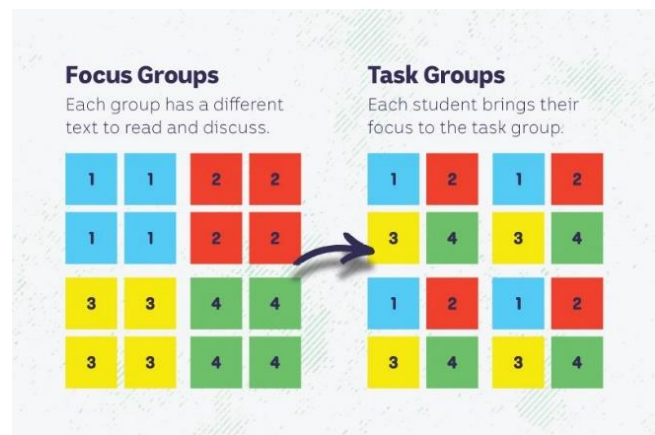 Focus Groups
Each group has a different
text to read and discuss.
1 1 2 2
1 1 2 2
3 3 4 4
3 3 4 4
Task Groups
Each student brings their
focus to the task group.
1 2 1 2
3 4 3 4
1 2 1 2
3 4 3 4